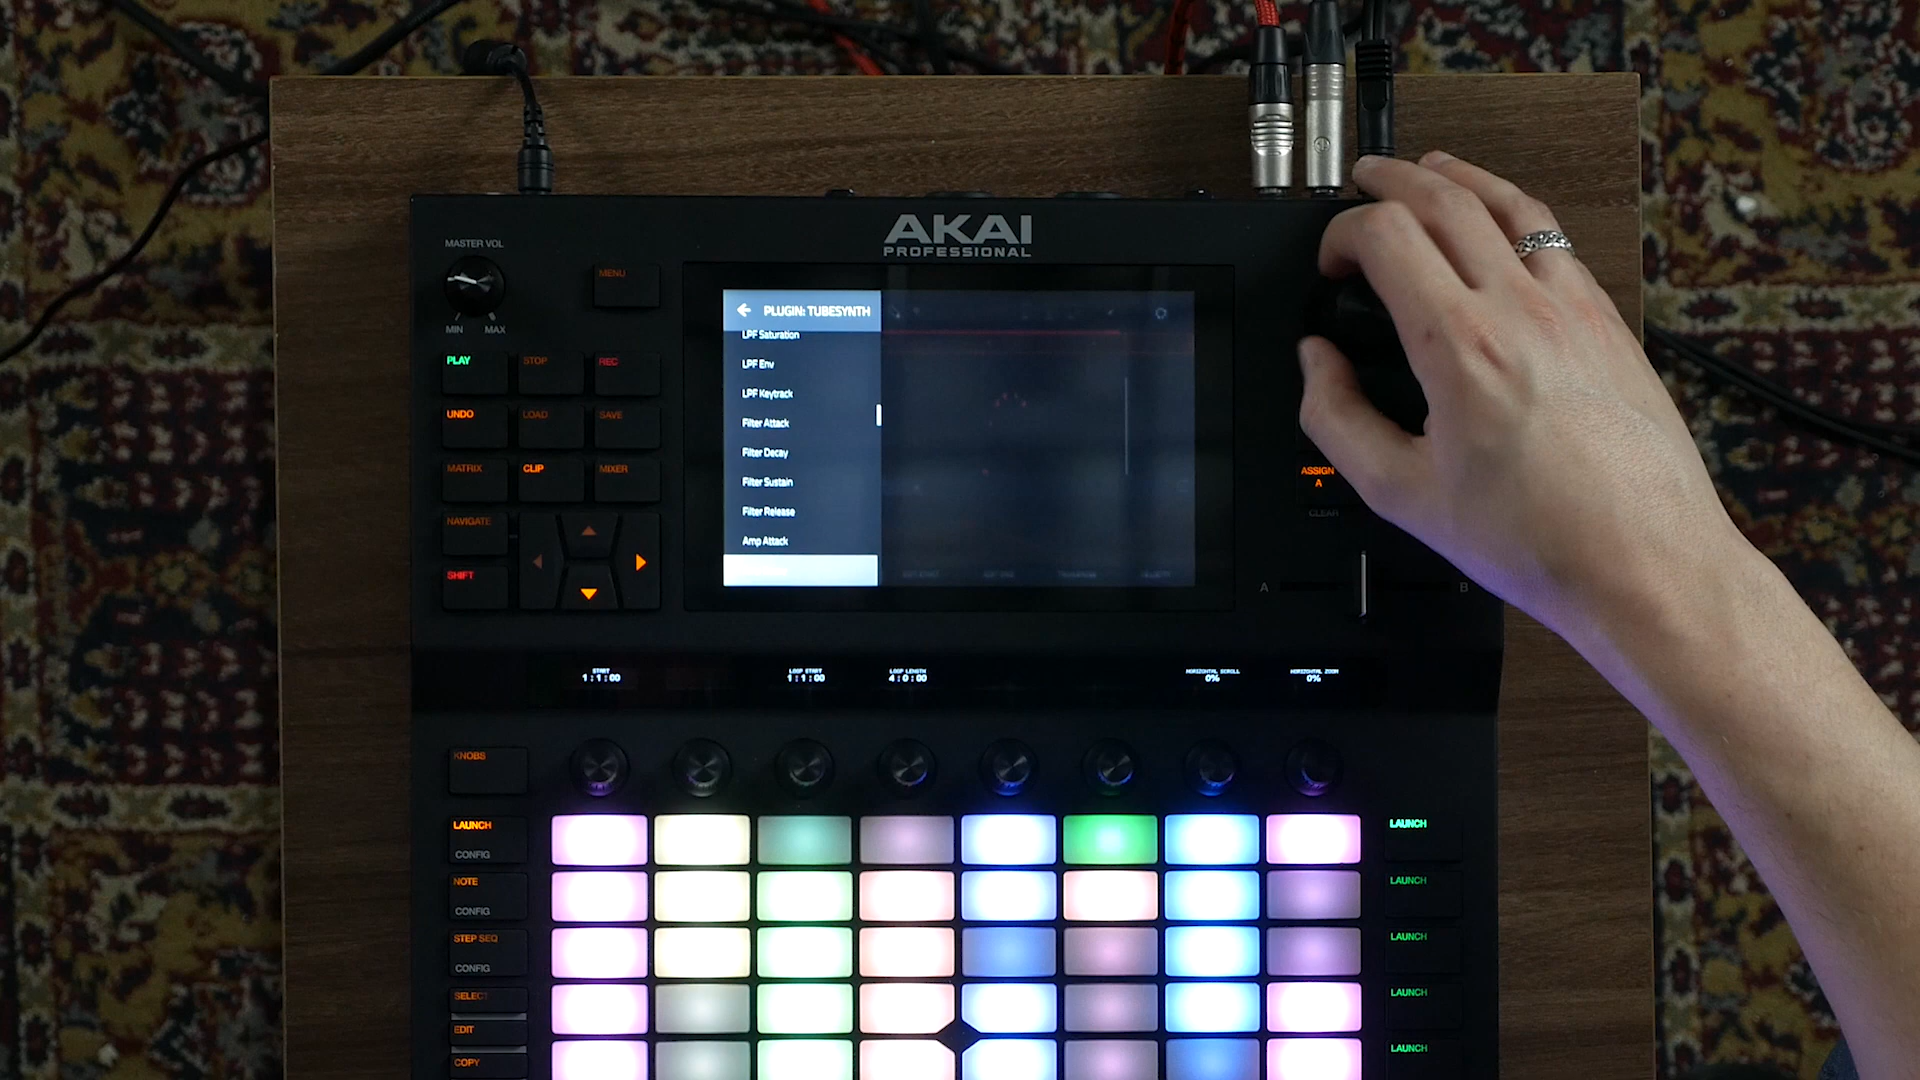 AKAI
PROFESSIONAL
MASTER VOL
MIN MAX
MENU
PLAY STOP REC
UNDO LOAD SAVE
MATRIX CLIP MIXER
NAVIGATE
SHIFT
PLUGIN: TUBESYNTH
LPF Saturation
LPF Env
LPF Keytrack
Filter Attack
Filter Decay
Filter Sustain
Filter Release
Amp Attack
ASSIGN
A
CLEAR
A B
START
1:1:00
LOOP START
1:1:00
LOOP LENGTH
4:0:00
HORIZONTAL SCROLL
0%
HORIZONTAL ZOOM
0%
KNOBS
LAUNCH
CONFIG
LAUNCH
NOTE
CONFIG
LAUNCH
STEP SEQ
CONFIG
LAUNCH
SELECT
LAUNCH
EDIT
COPY
LAUNCH